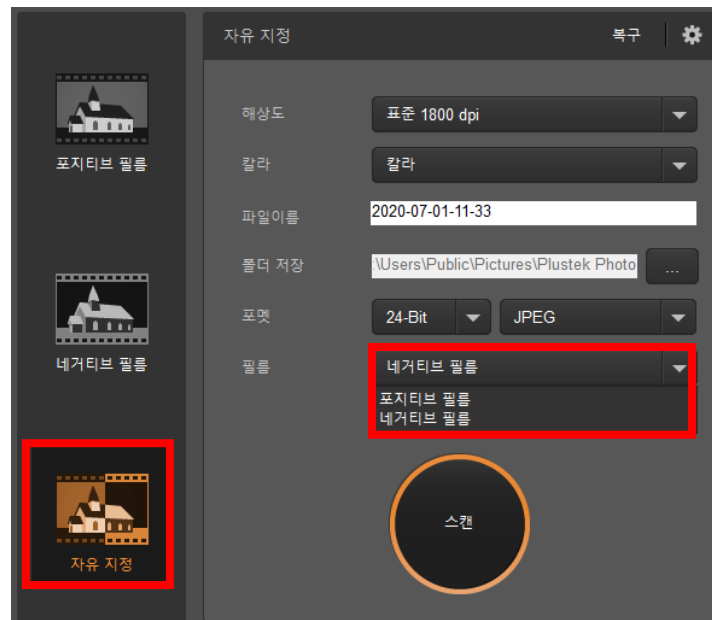 자유 지정 복구
포지티브 필름
네거티브 필름
자유 지정
해상도 표준 1800 dpi
칼라 칼라
파일이름 2020-07-01-11-33
폴더 저장 :\Users\Public\Pictures\Plustek Photo ...
포멧 24-Bit JPEG
필름 네거티브 필름
포지티브 필름
네거티브 필름
스캔